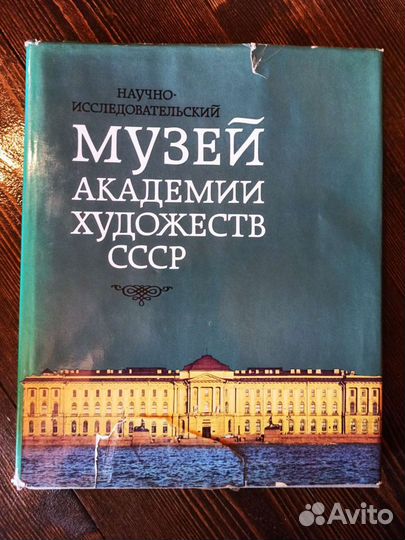 НАУЧНО-
ИССЛЕДОВАТЕЛЬСКИЙ
МУЗЕЙ
АКАДЕМИИ
ХУДОЖЕСТВ
СССР
Avito